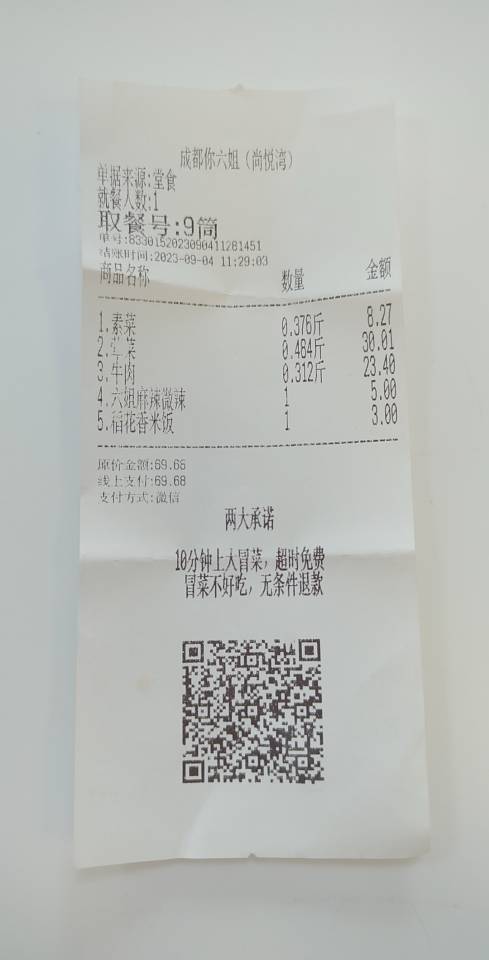 成都你六姐（尚悦湾）
单据来源:堂食
就餐人数:1
取餐号:9筒
单号:8330152023090411281451
结账时间:2023-09-04 11:29:03
商品名称 数量 金额
1.素菜 0.376斤 8.27
2.荤菜 0.484斤 30.01
3.牛肉 0.312斤 23.40
4.六姐麻辣微辣 1 5.00
5.稻花香米饭 1 3.00
原价金额:69.68
线上支付:69.68
支付方式:微信
两大承诺
10分钟上大冒菜，超时免费
冒菜不好吃，无条件退款